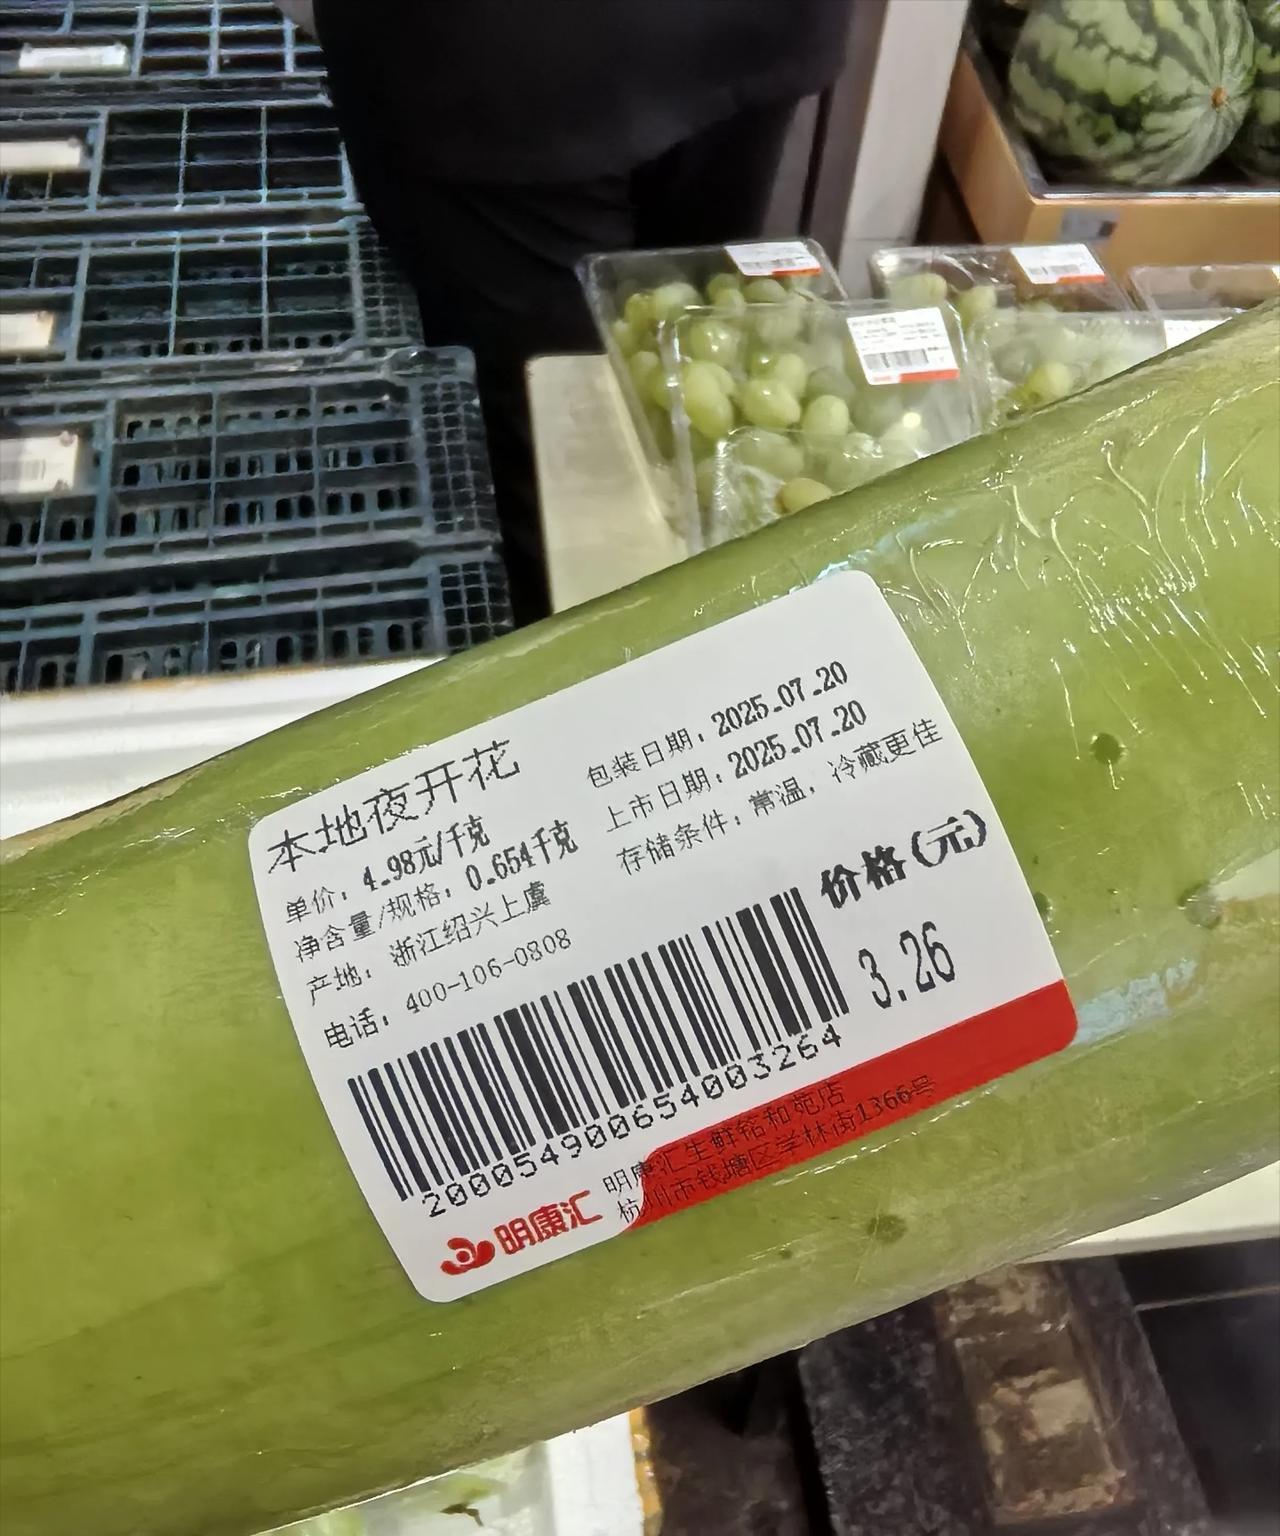 本地夜开花
单价：4.98元/千克
净含量/规格：0.654千克
产地：浙江绍兴上虞
电话：400-106-0808
包装日期：2025.07.20
上市日期：2025.07.20
存储条件：常温，冷藏更佳
价格(元)
3.26
200054900654003264
明康汇
明康汇生鲜铭和苑店
杭州市钱塘区学林街1366号